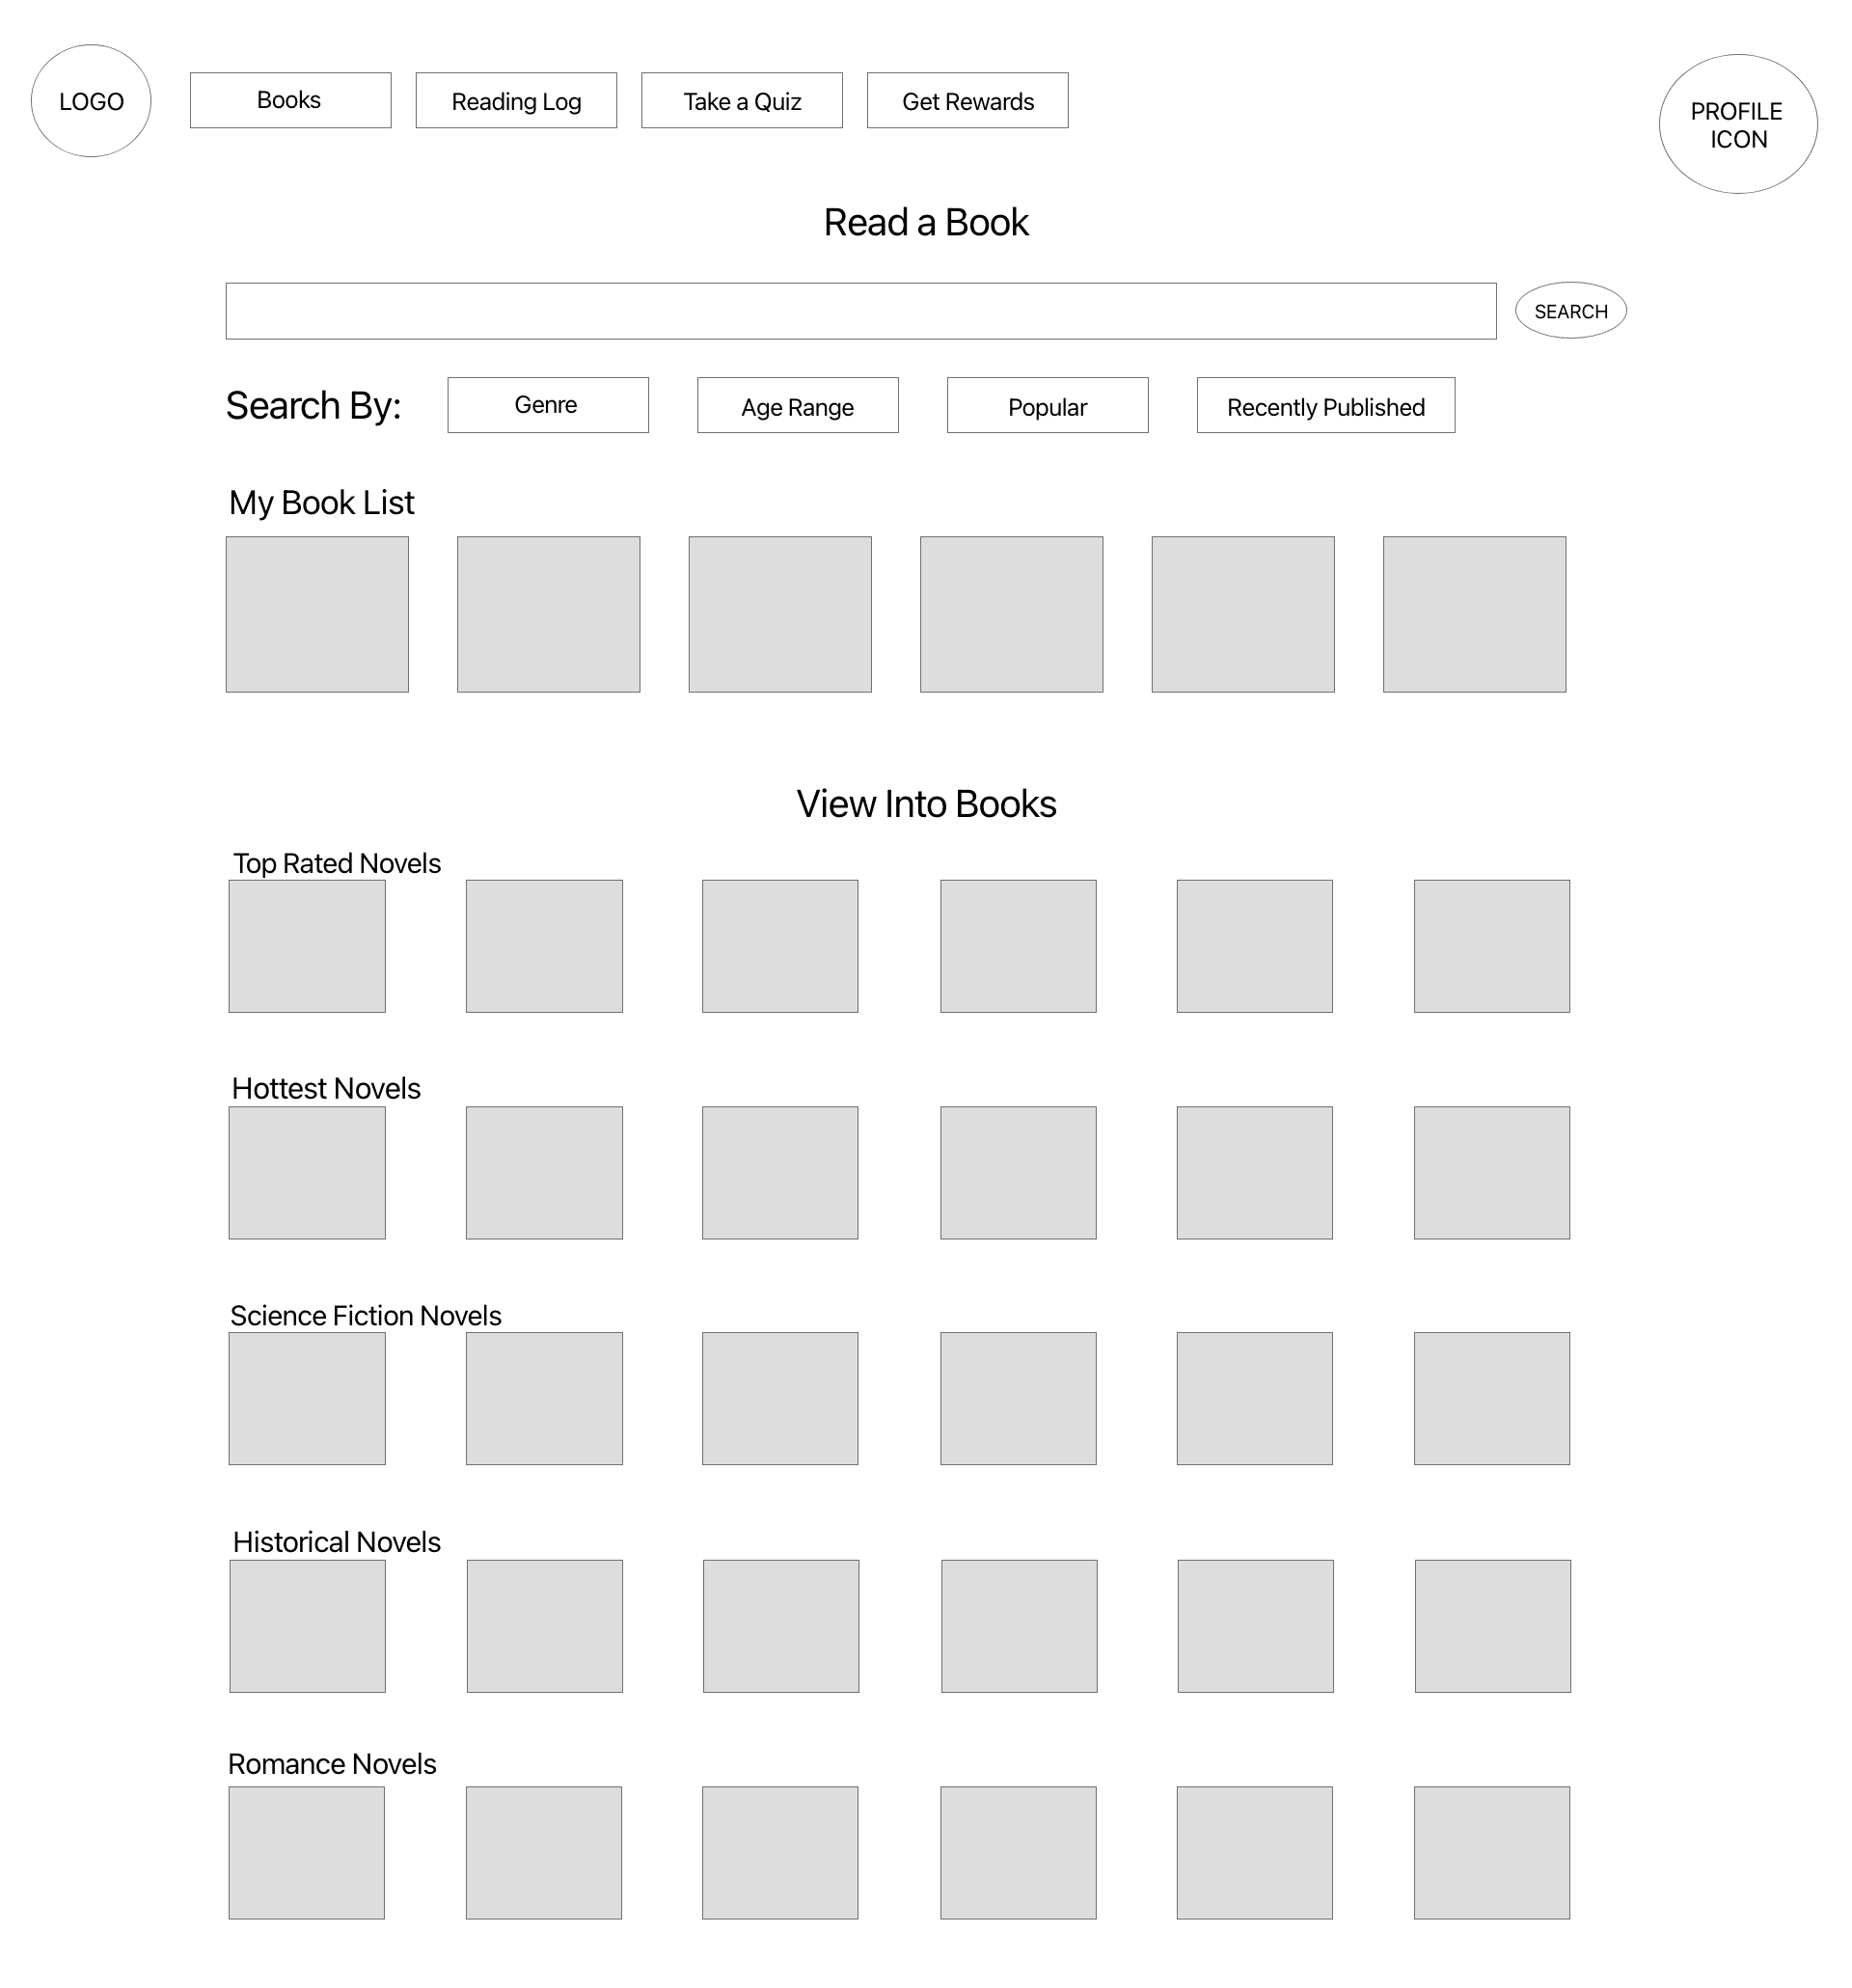 LOGO
Books
Reading Log
Take a Quiz
Get Rewards
PROFILE
ICON
Read a Book
SEARCH
Search By:
Genre
Age Range
Popular
Recently Published
My Book List
View Into Books
Top Rated Novels
Hottest Novels
Science Fiction Novels
Historical Novels
Romance Novels